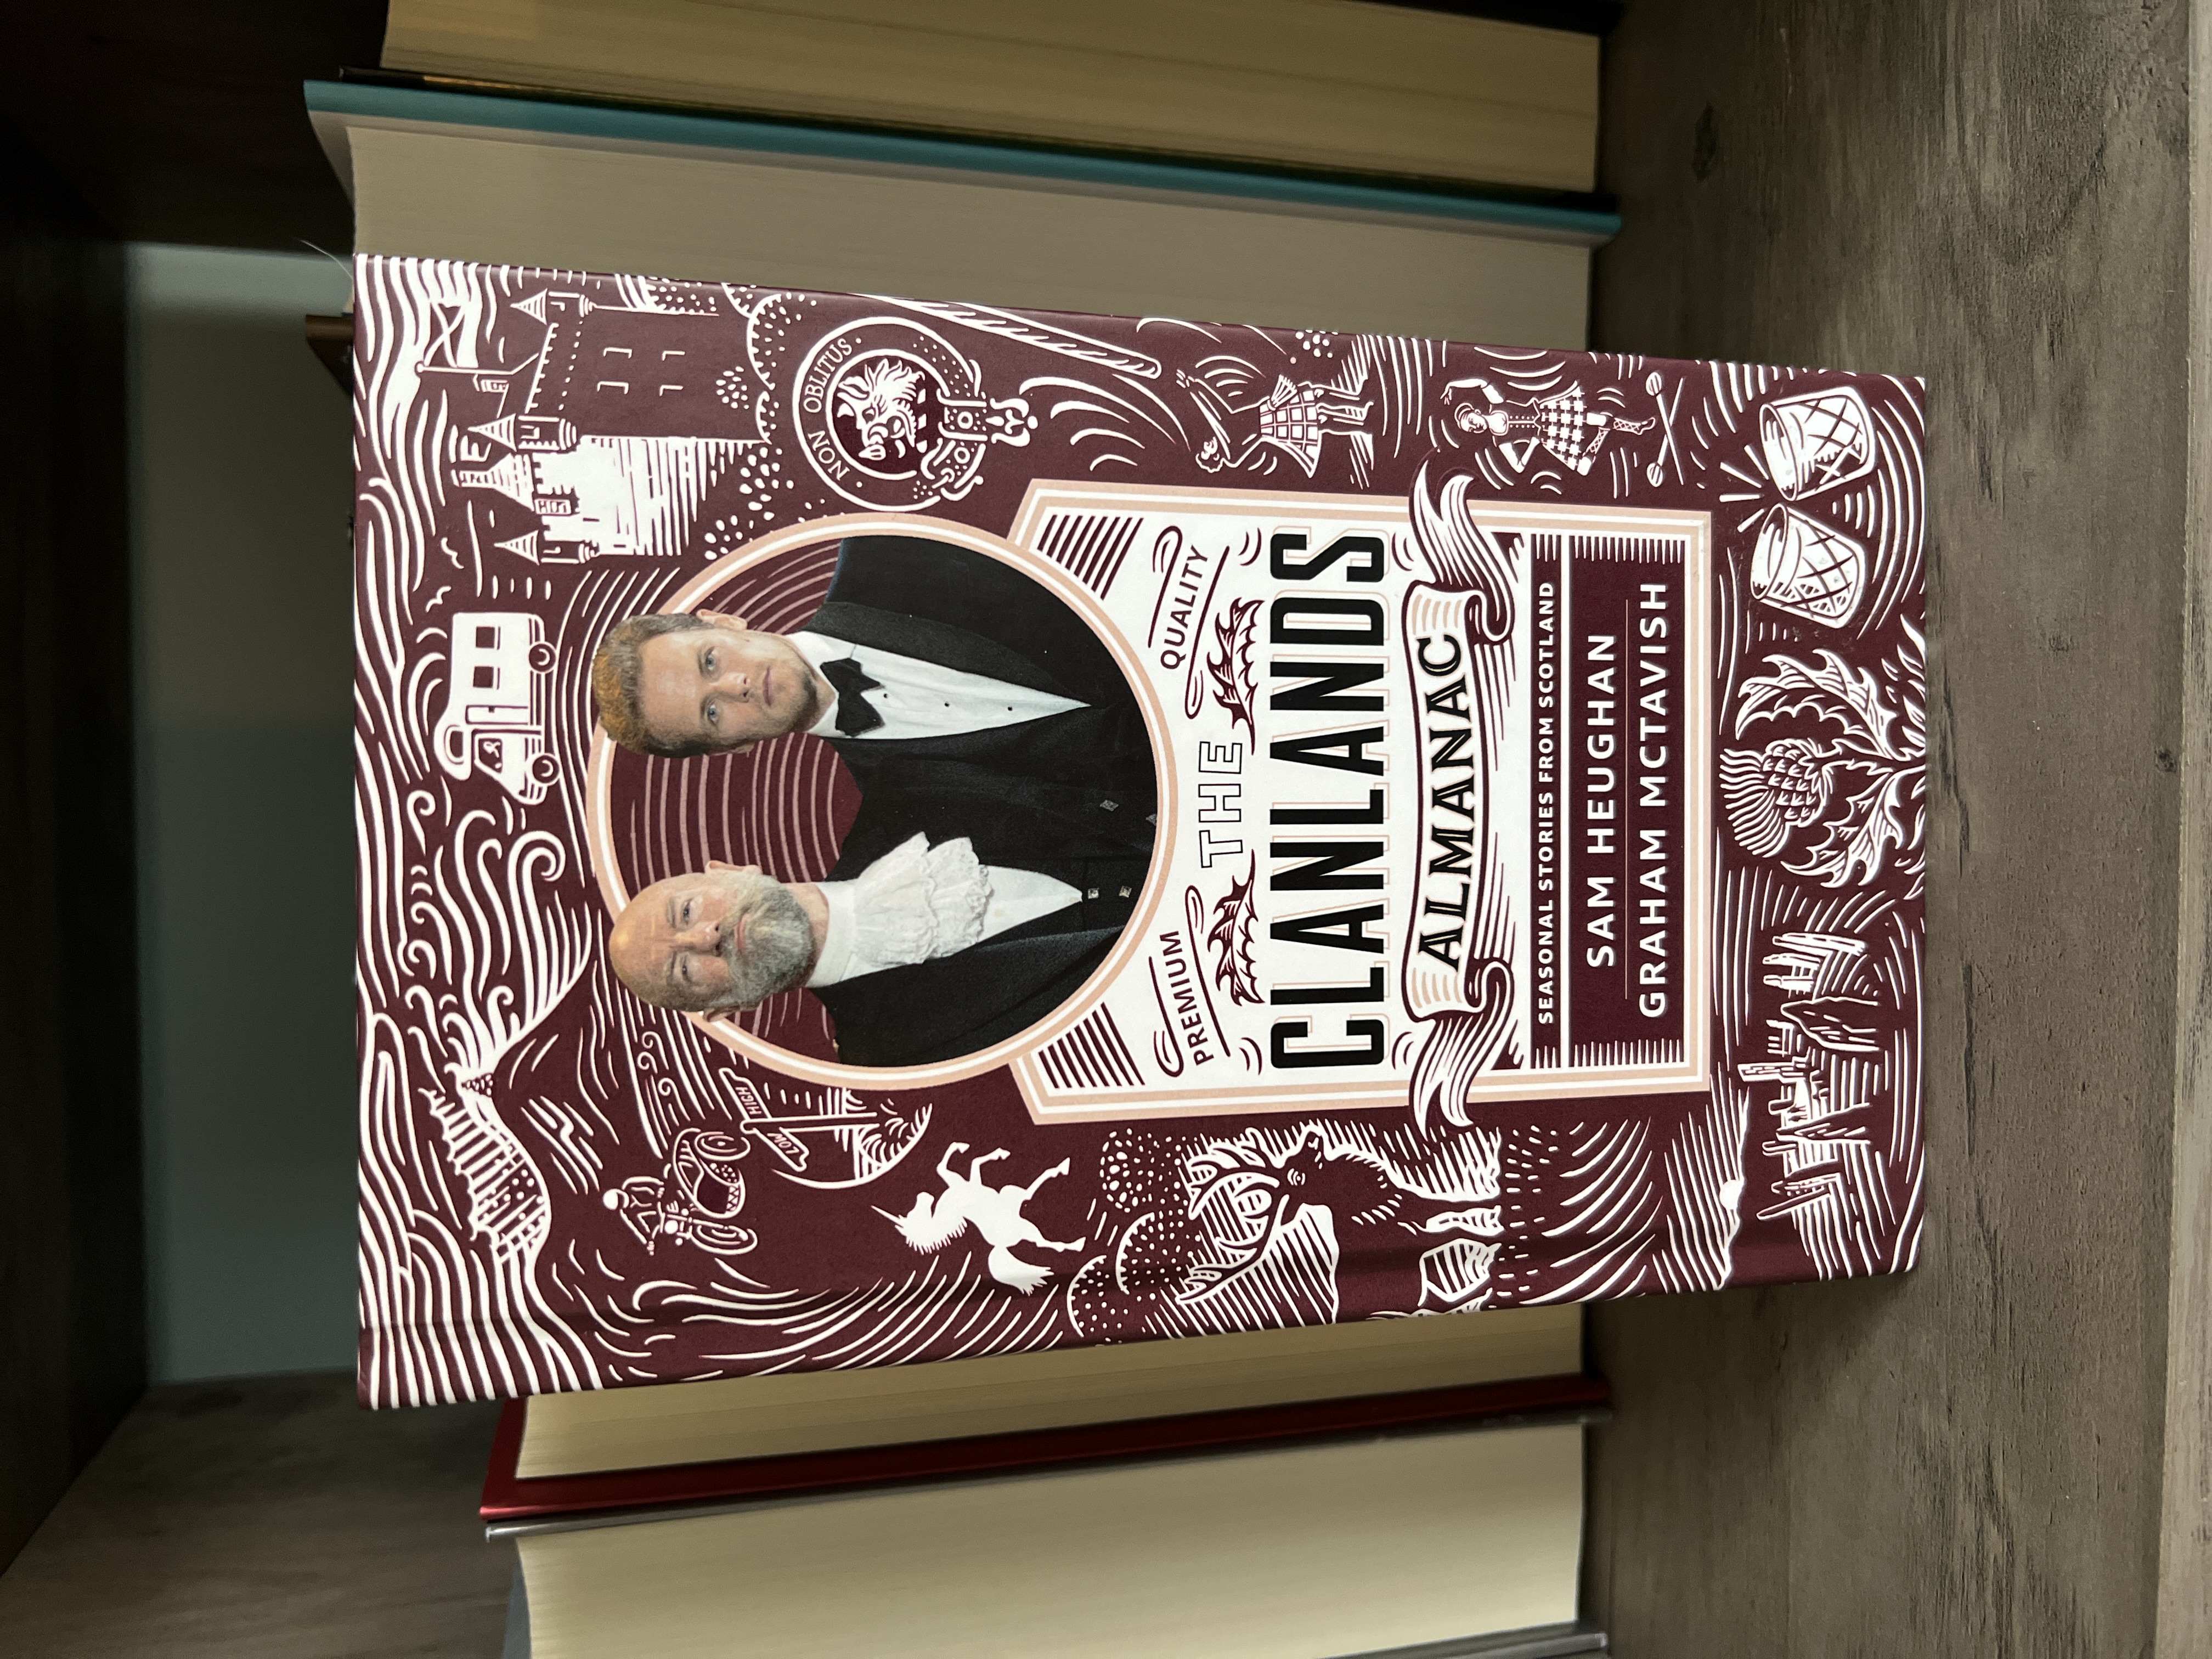 LOW
HIGH
NON OBLITUS
PREMIUM
QUALITY
THE
CLANLANDS
ALMANAC
SEASONAL STORIES FROM SCOTLAND
SAM HEUGHAN
GRAHAM MCTAVISH